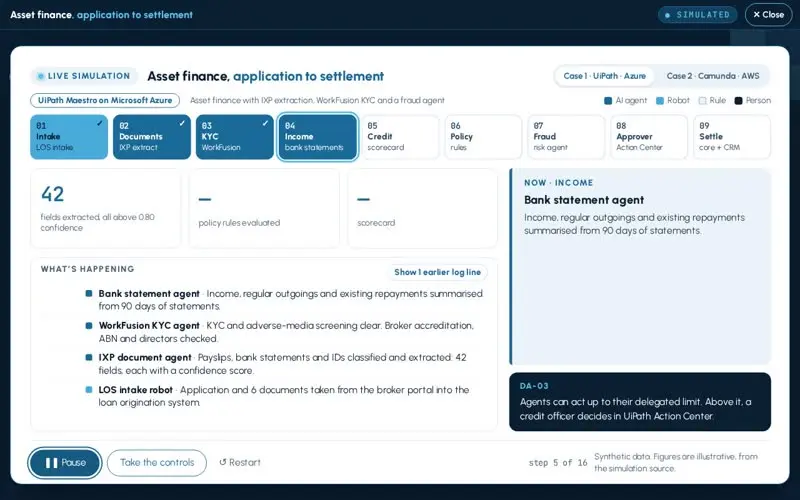 Asset finance, application to settlement
SIMULATED
✕ Close
LIVE SIMULATION
Asset finance, application to settlement
Case 1 · UiPath · Azure
Case 2 · Camunda · AWS
UiPath Maestro on Microsoft Azure
Asset finance with IXP extraction, WorkFusion KYC and a fraud agent
AI agent
Robot
Rule
Person
01 ✓
Intake
LOS intake
02 ✓
Documents
IXP extract
03 ✓
KYC
WorkFusion
04
Income
bank statements
05
Credit
scorecard
06
Policy
rules
07
Fraud
risk agent
08
Approver
Action Center
09
Settle
core + CRM
42
fields extracted, all above 0.80
confidence
–
policy rules evaluated
–
scorecard
NOW · INCOME
Bank statement agent
Income, regular outgoings and existing repayments
summarised from 90 days of statements.
WHAT'S HAPPENING
Show 1 earlier log line
Bank statement agent · Income, regular outgoings and existing repayments summarised
from 90 days of statements.
WorkFusion KYC agent · KYC and adverse-media screening clear. Broker accreditation,
ABN and directors checked.
IXP document agent · Payslips, bank statements and IDs classified and extracted: 42
fields, each with a confidence score.
LOS intake robot · Application and 6 documents taken from the broker portal into the
loan origination system.
DA-03
Agents can act up to their delegated limit. Above it, a
credit officer decides in UiPath Action Center.
Pause
Take the controls
↺ Restart
step 5 of 16
Synthetic data. Figures are illustrative, from
the simulation source.